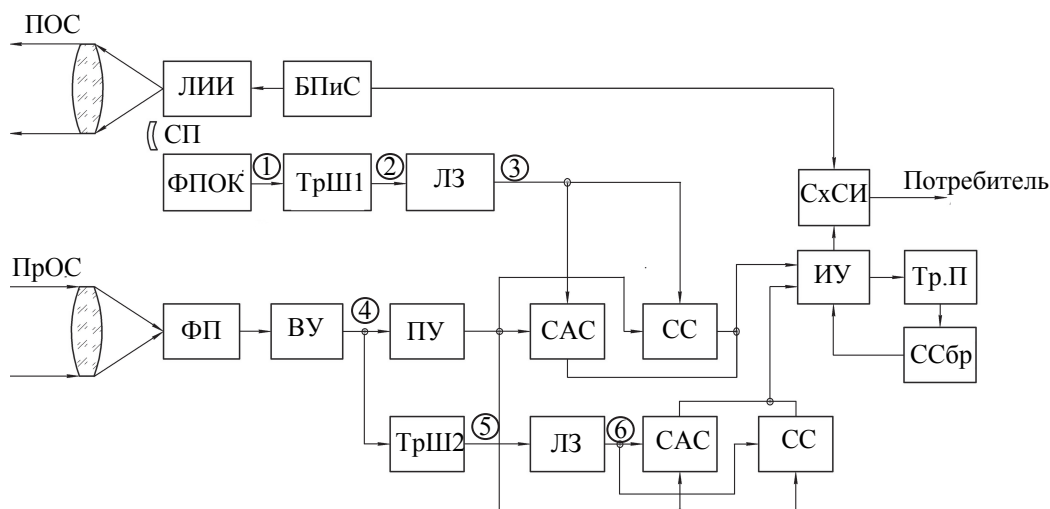 ПОС
ЛИИ
БПиС
СП
ФПОК
1
ТрШ1
2
ЛЗ
3
СхСИ
Потребитель
ПрОС
ФП
ВУ
4
ПУ
САС
СС
ИУ
Тр.П
ССбр
ТрШ2
5
ЛЗ
6
САС
СС